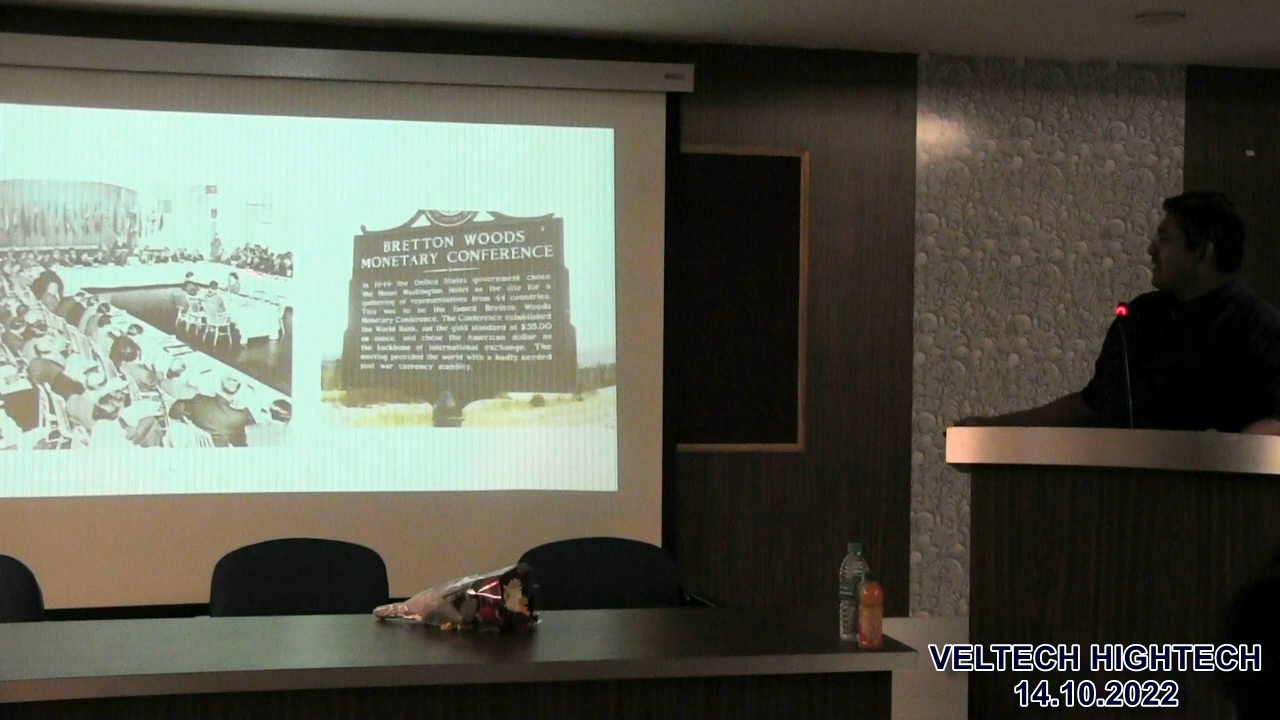 BRETTON WOODS
MONETARY CONFERENCE
In 1944 the United States government chose
the Mount Washington Hotel as the site for a
gathering of representatives from 44 countries.
This was to be the famed Bretton Woods
Monetary Conference. The Conference established
the World Bank, set the gold standard at $35.00
an ounce and chose the American dollar as
the backbone of international exchange. The
meeting provided the world with a badly needed
post war currency stability.
VELTECH HIGHTECH
14.10.2022